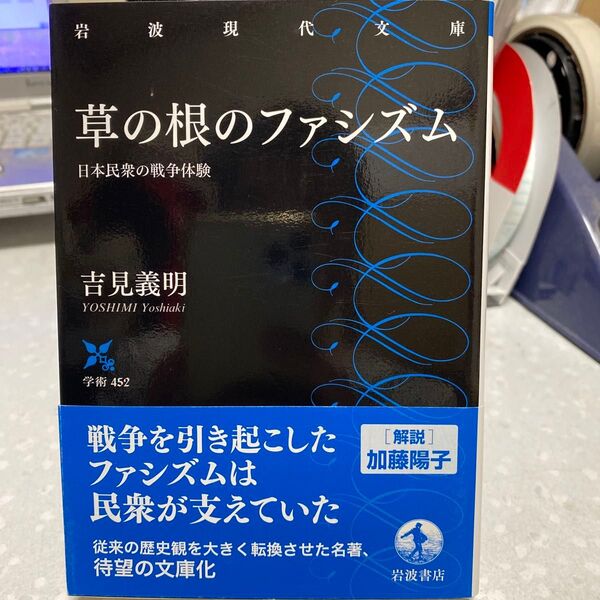 岩波現代文庫
草の根のファシズム
日本民衆の戦争体験
吉見義明
YOSHIMI Yoshiaki
学術 452
戦争を引き起こした
ファシズムは
民衆が支えていた
従来の歴史観を大きく転換させた名著、
待望の文庫化
［解説］
加藤陽子
岩波書店